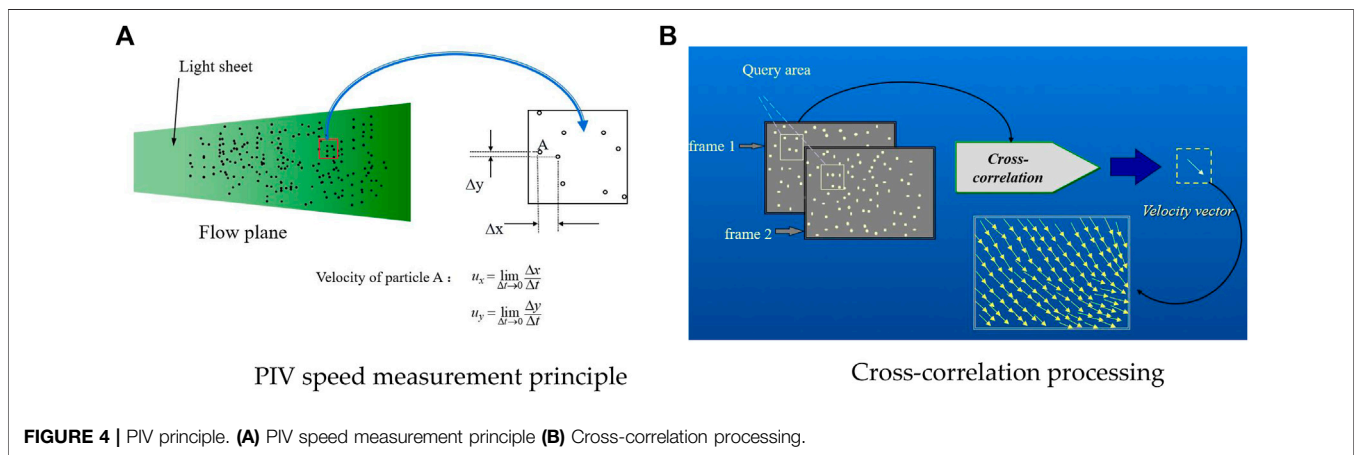 A
Light sheet
Flow plane
A
Δy
Δx
Velocity of particle A :
u_x = lim_{Δt→0} Δx/Δt
u_y = lim_{Δt→0} Δy/Δt
PIV speed measurement principle
B
Query area
frame 1
frame 2
Cross-
correlation
Velocity vector
Cross-correlation processing
FIGURE 4 | PIV principle. (A) PIV speed measurement principle (B) Cross-correlation processing.